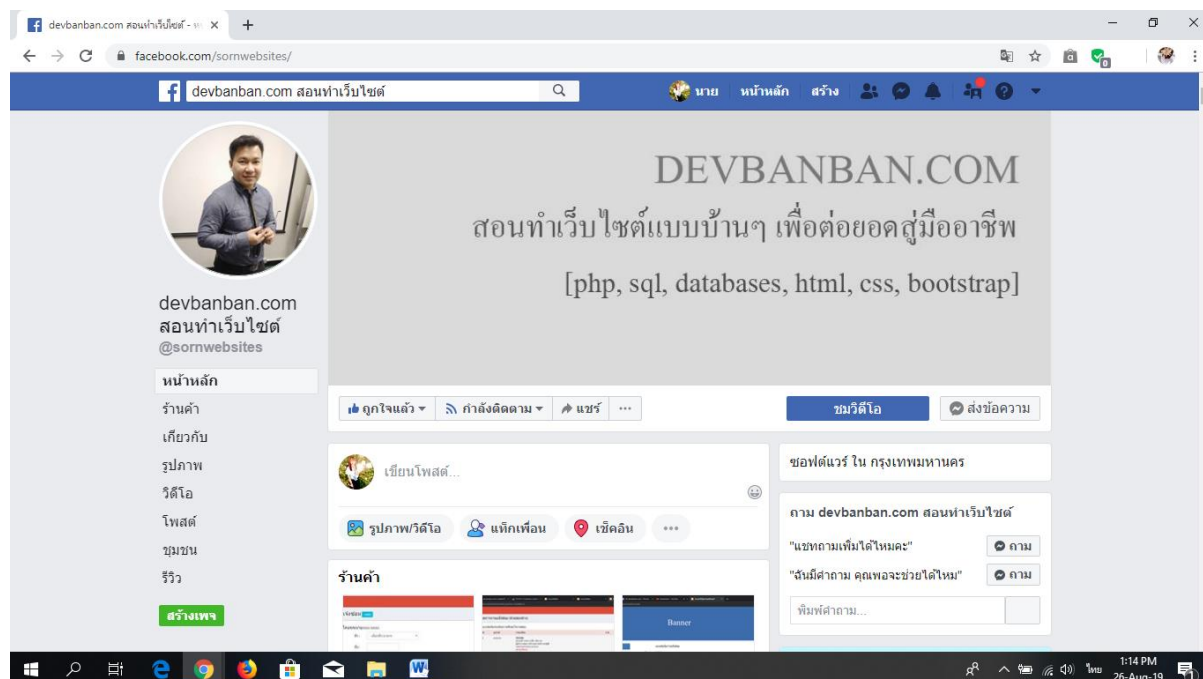 devbanban.com สอนทำเว็บไซต์ - ห
facebook.com/sornwebsites/
devbanban.com สอนทำเว็บไซต์
นาย หน้าหลัก สร้าง
DEVBANBAN.COM
สอนทำเว็บไซต์แบบบ้านๆ เพื่อต่อยอดสู่มืออาชีพ
[php, sql, databases, html, css, bootstrap]
devbanban.com
สอนทำเว็บไซต์
@sornwebsites
หน้าหลัก
ร้านค้า
เกี่ยวกับ
รูปภาพ
วิดีโอ
โพสต์
ชุมชน
รีวิว
สร้างเพจ
ถูกใจแล้ว กำลังติดตาม แชร์ ...
ชมวิดีโอ ส่งข้อความ
เขียนโพสต์...
รูปภาพ/วิดีโอ แท็กเพื่อน เช็คอิน ...
ร้านค้า
Banner
ซอฟต์แวร์ ใน กรุงเทพมหานคร
ถาม devbanban.com สอนทำเว็บไซต์
"แชทถามเพิ่มได้ไหมคะ" ถาม
"ฉันมีคำถาม คุณพอจะช่วยได้ไหม" ถาม
พิมพ์คำถาม...
ไทย 1:14 PM
26-Aug-19